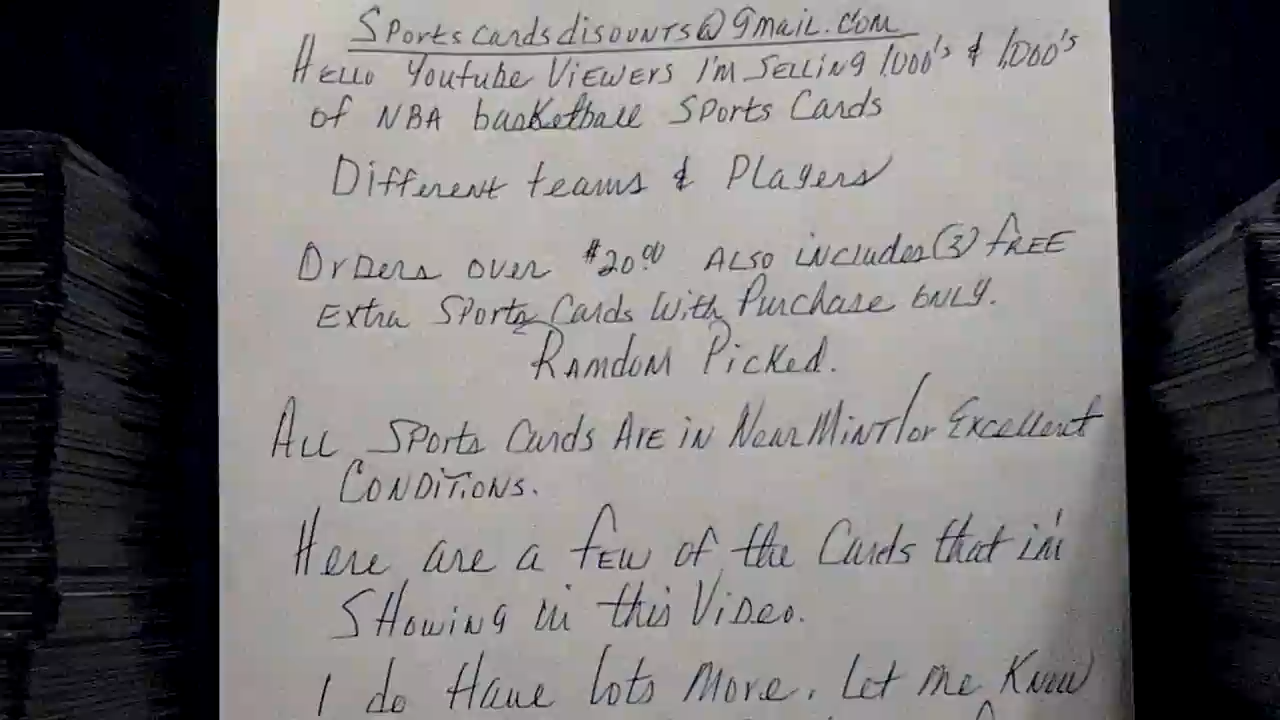 Sportscardsdisounts@gmail.com
Hello Youtube Viewers I'm Selling 1,000's & 1,000's
of NBA basketball Sports Cards
Different teams & Players
Orders over $20.00 Also includes (3) free
Extra Sports Cards With Purchase only.
Ramdom Picked.
All Sports Cards Are in Near Mint/or Excellent
Conditions.
Here are a few of the Cards that i'm
Showing in this Video.
I do Have lots More. Let me Know